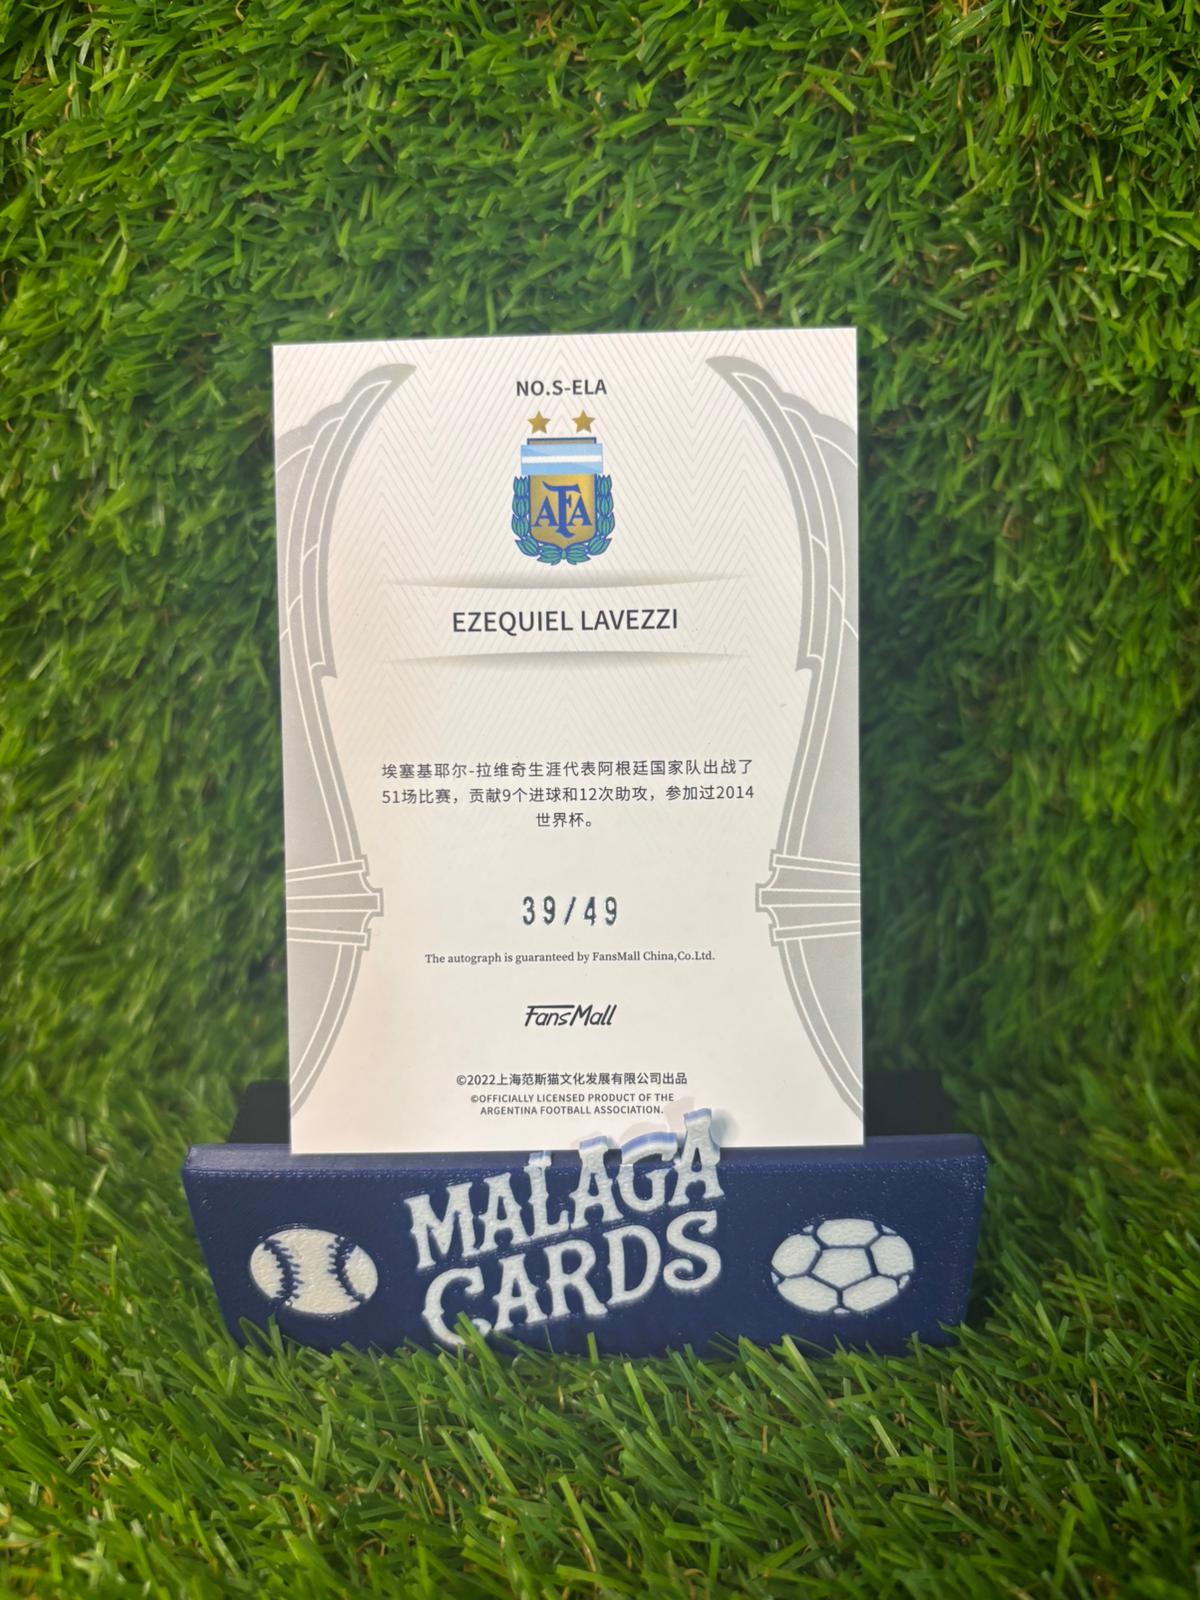 NO.S-ELA
AFA
EZEQUIEL LAVEZZI
埃塞基耶尔-拉维奇生涯代表阿根廷国家队出战了
51场比赛，贡献9个进球和12次助攻，参加过2014
世界杯。
39/49
The autograph is guaranteed by FansMall China,Co.Ltd.
FansMall
©2022上海范斯猫文化发展有限公司出品
©OFFICIALLY LICENSED PRODUCT OF THE
ARGENTINA FOOTBALL ASSOCIATION.
MALAGA
CARDS